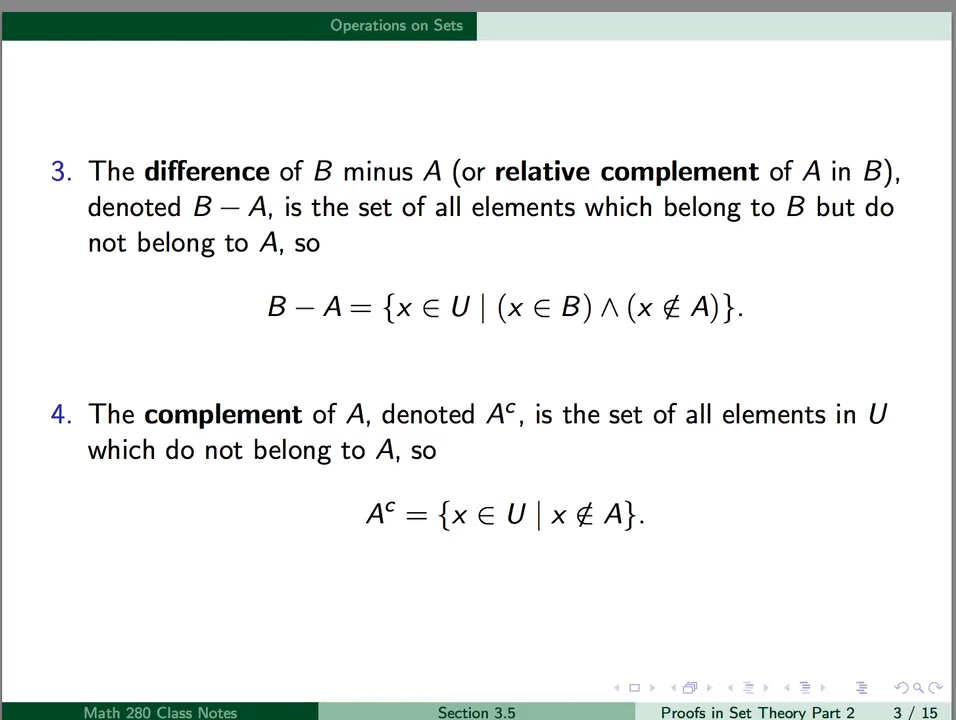 Operations on Sets
3. The difference of B minus A (or relative complement of A in B),
denoted B − A, is the set of all elements which belong to B but do
not belong to A, so
B − A = {x ∈ U | (x ∈ B) ∧ (x ∉ A)}.
4. The complement of A, denoted Aᶜ, is the set of all elements in U
which do not belong to A, so
Aᶜ = {x ∈ U | x ∉ A}.
Math 280 Class Notes Section 3.5 Proofs in Set Theory Part 2 3 / 15